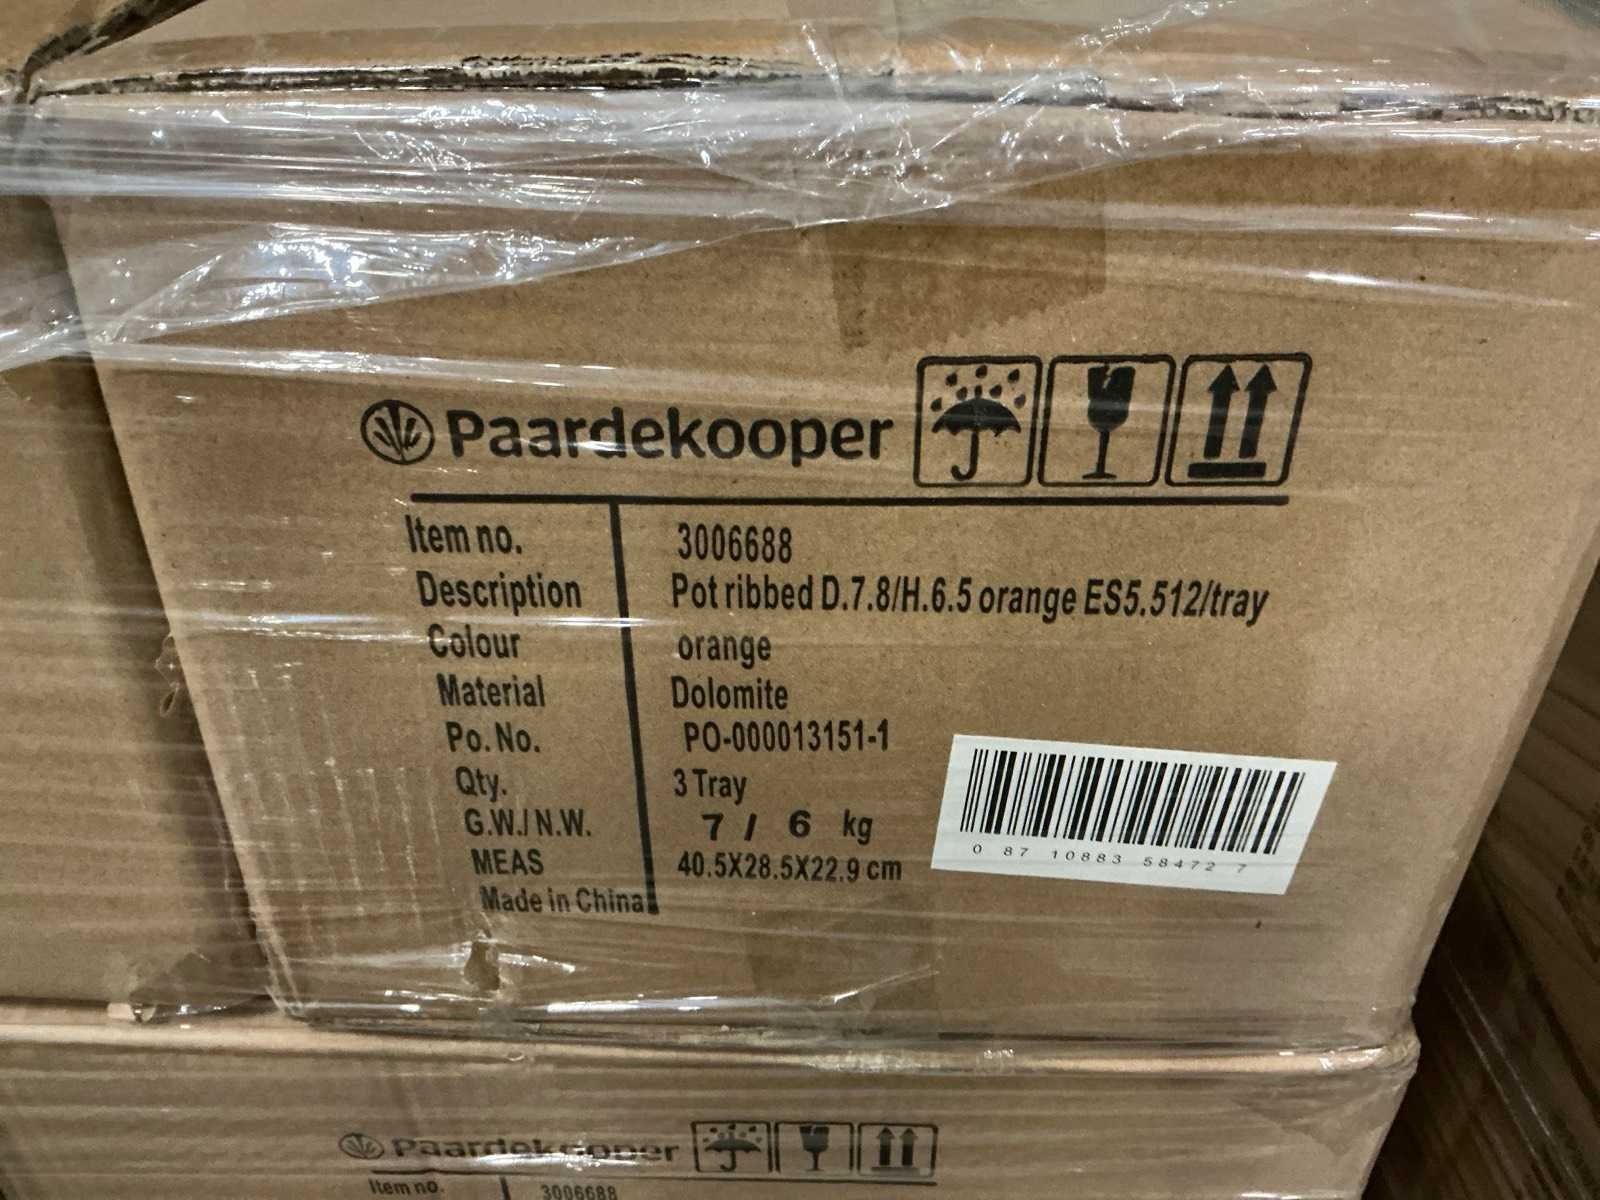 Paardekooper
Item no. 3006688
Description Pot ribbed D.7.8/H.6.5 orange ES5.512/tray
Colour orange
Material Dolomite
Po. No. PO-000013151-1
Qty. 3 Tray
G.W./ N.W. 7 / 6 kg
MEAS 40.5X28.5X22.9 cm
Made in China
0 87 10883 58472 7
Paardekooper
Item no. 3006688